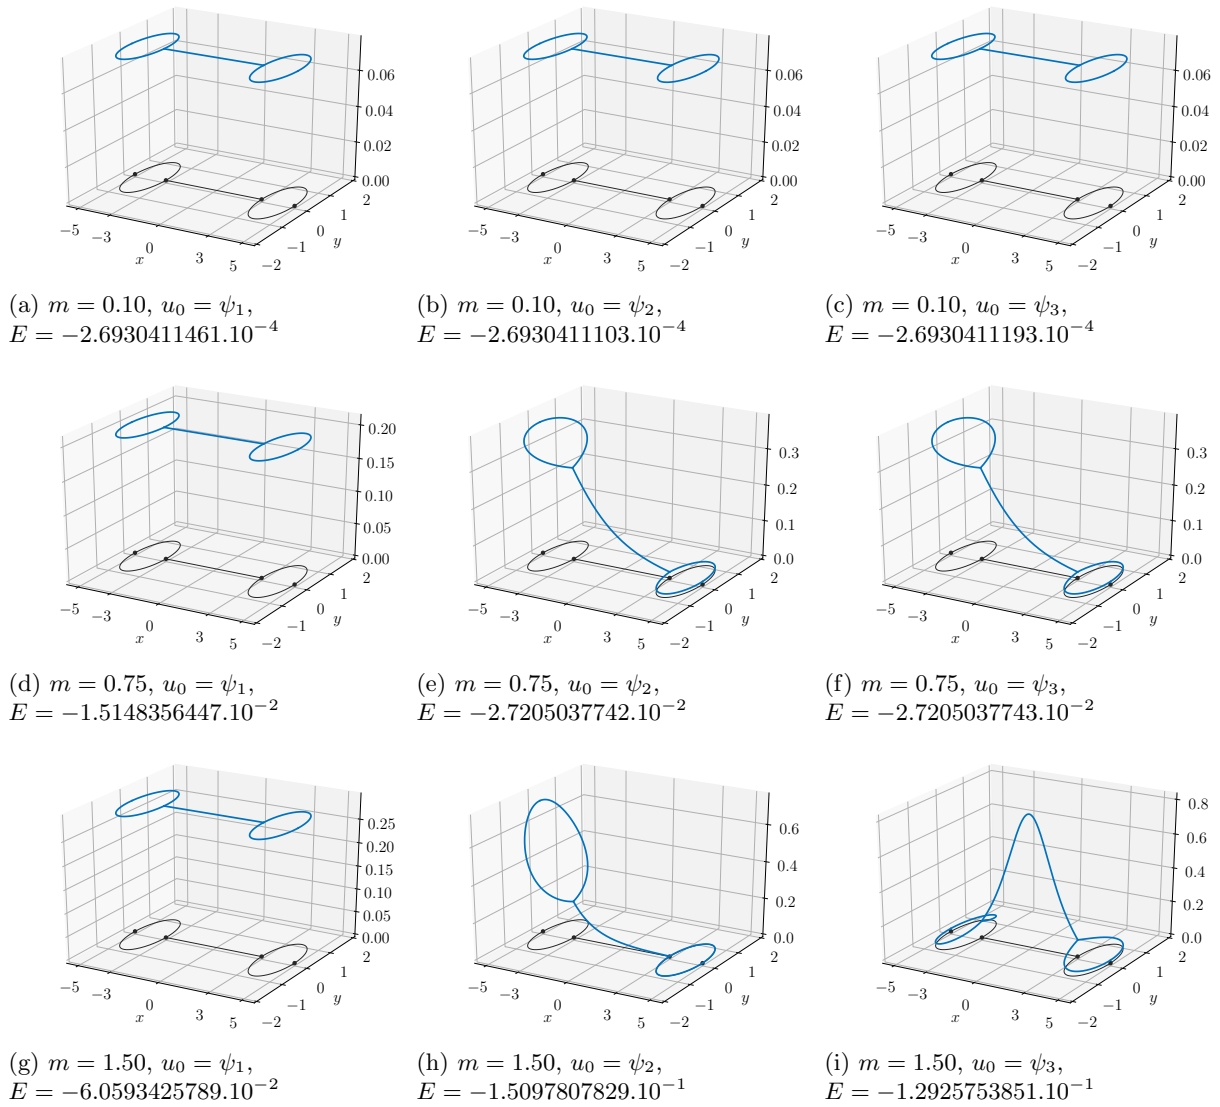 0.06 0.06 0.06
0.04 0.04 0.04
0.02 0.02 0.02
0.00 0.00 0.00
2 2 2
1 1 1
−5 −3 0 3 5 −2 −1 0 −5 −3 0 3 5 −2 −1 0 −5 −3 0 3 5 −2 −1 0
x y x y x y
(a) m = 0.10, u₀ = ψ₁,
E = −2.6930411461.10⁻⁴
(b) m = 0.10, u₀ = ψ₂,
E = −2.6930411103.10⁻⁴
(c) m = 0.10, u₀ = ψ₃,
E = −2.6930411193.10⁻⁴
0.20
0.15 0.3 0.3
0.10 0.2 0.2
0.05 0.1 0.1
0.00 0.0 0.0
2 2 2
1 1 1
−5 −3 0 3 5 −2 −1 0 −5 −3 0 3 5 −2 −1 0 −5 −3 0 3 5 −2 −1 0
x y x y x y
(d) m = 0.75, u₀ = ψ₁,
E = −1.5148356447.10⁻²
(e) m = 0.75, u₀ = ψ₂,
E = −2.7205037742.10⁻²
(f) m = 0.75, u₀ = ψ₃,
E = −2.7205037743.10⁻²
0.25 0.8
0.20 0.6 0.6
0.15 0.4 0.4
0.10
0.05 0.2 0.2
0.00 0.0 0.0
2 2 2
1 1 1
−5 −3 0 3 5 −2 −1 0 −5 −3 0 3 5 −2 −1 0 −5 −3 0 3 5 −2 −1 0
x y x y x y
(g) m = 1.50, u₀ = ψ₁,
E = −6.0593425789.10⁻²
(h) m = 1.50, u₀ = ψ₂,
E = −1.5097807829.10⁻¹
(i) m = 1.50, u₀ = ψ₃,
E = −1.2925753851.10⁻¹